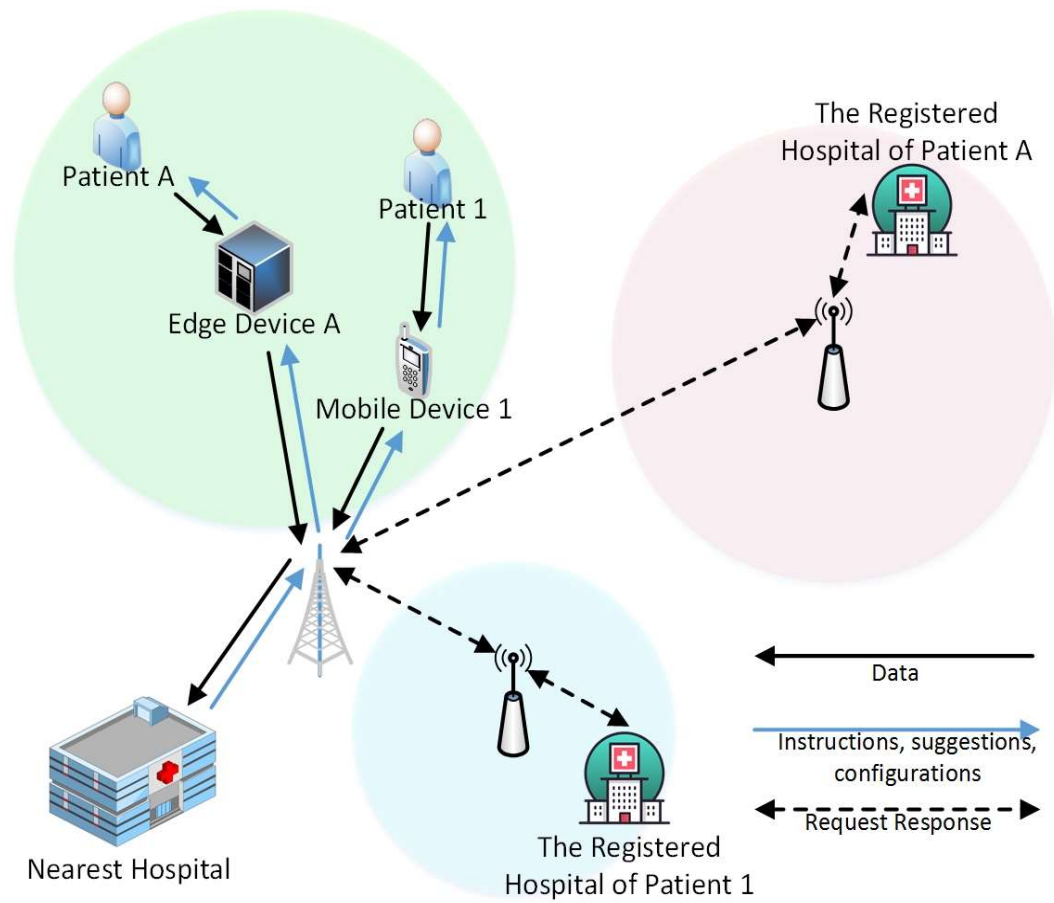 The Registered
Hospital of Patient A
Patient A
Patient 1
Edge Device A
Mobile Device 1
Data
Instructions, suggestions,
configurations
Request Response
Nearest Hospital
The Registered
Hospital of Patient 1